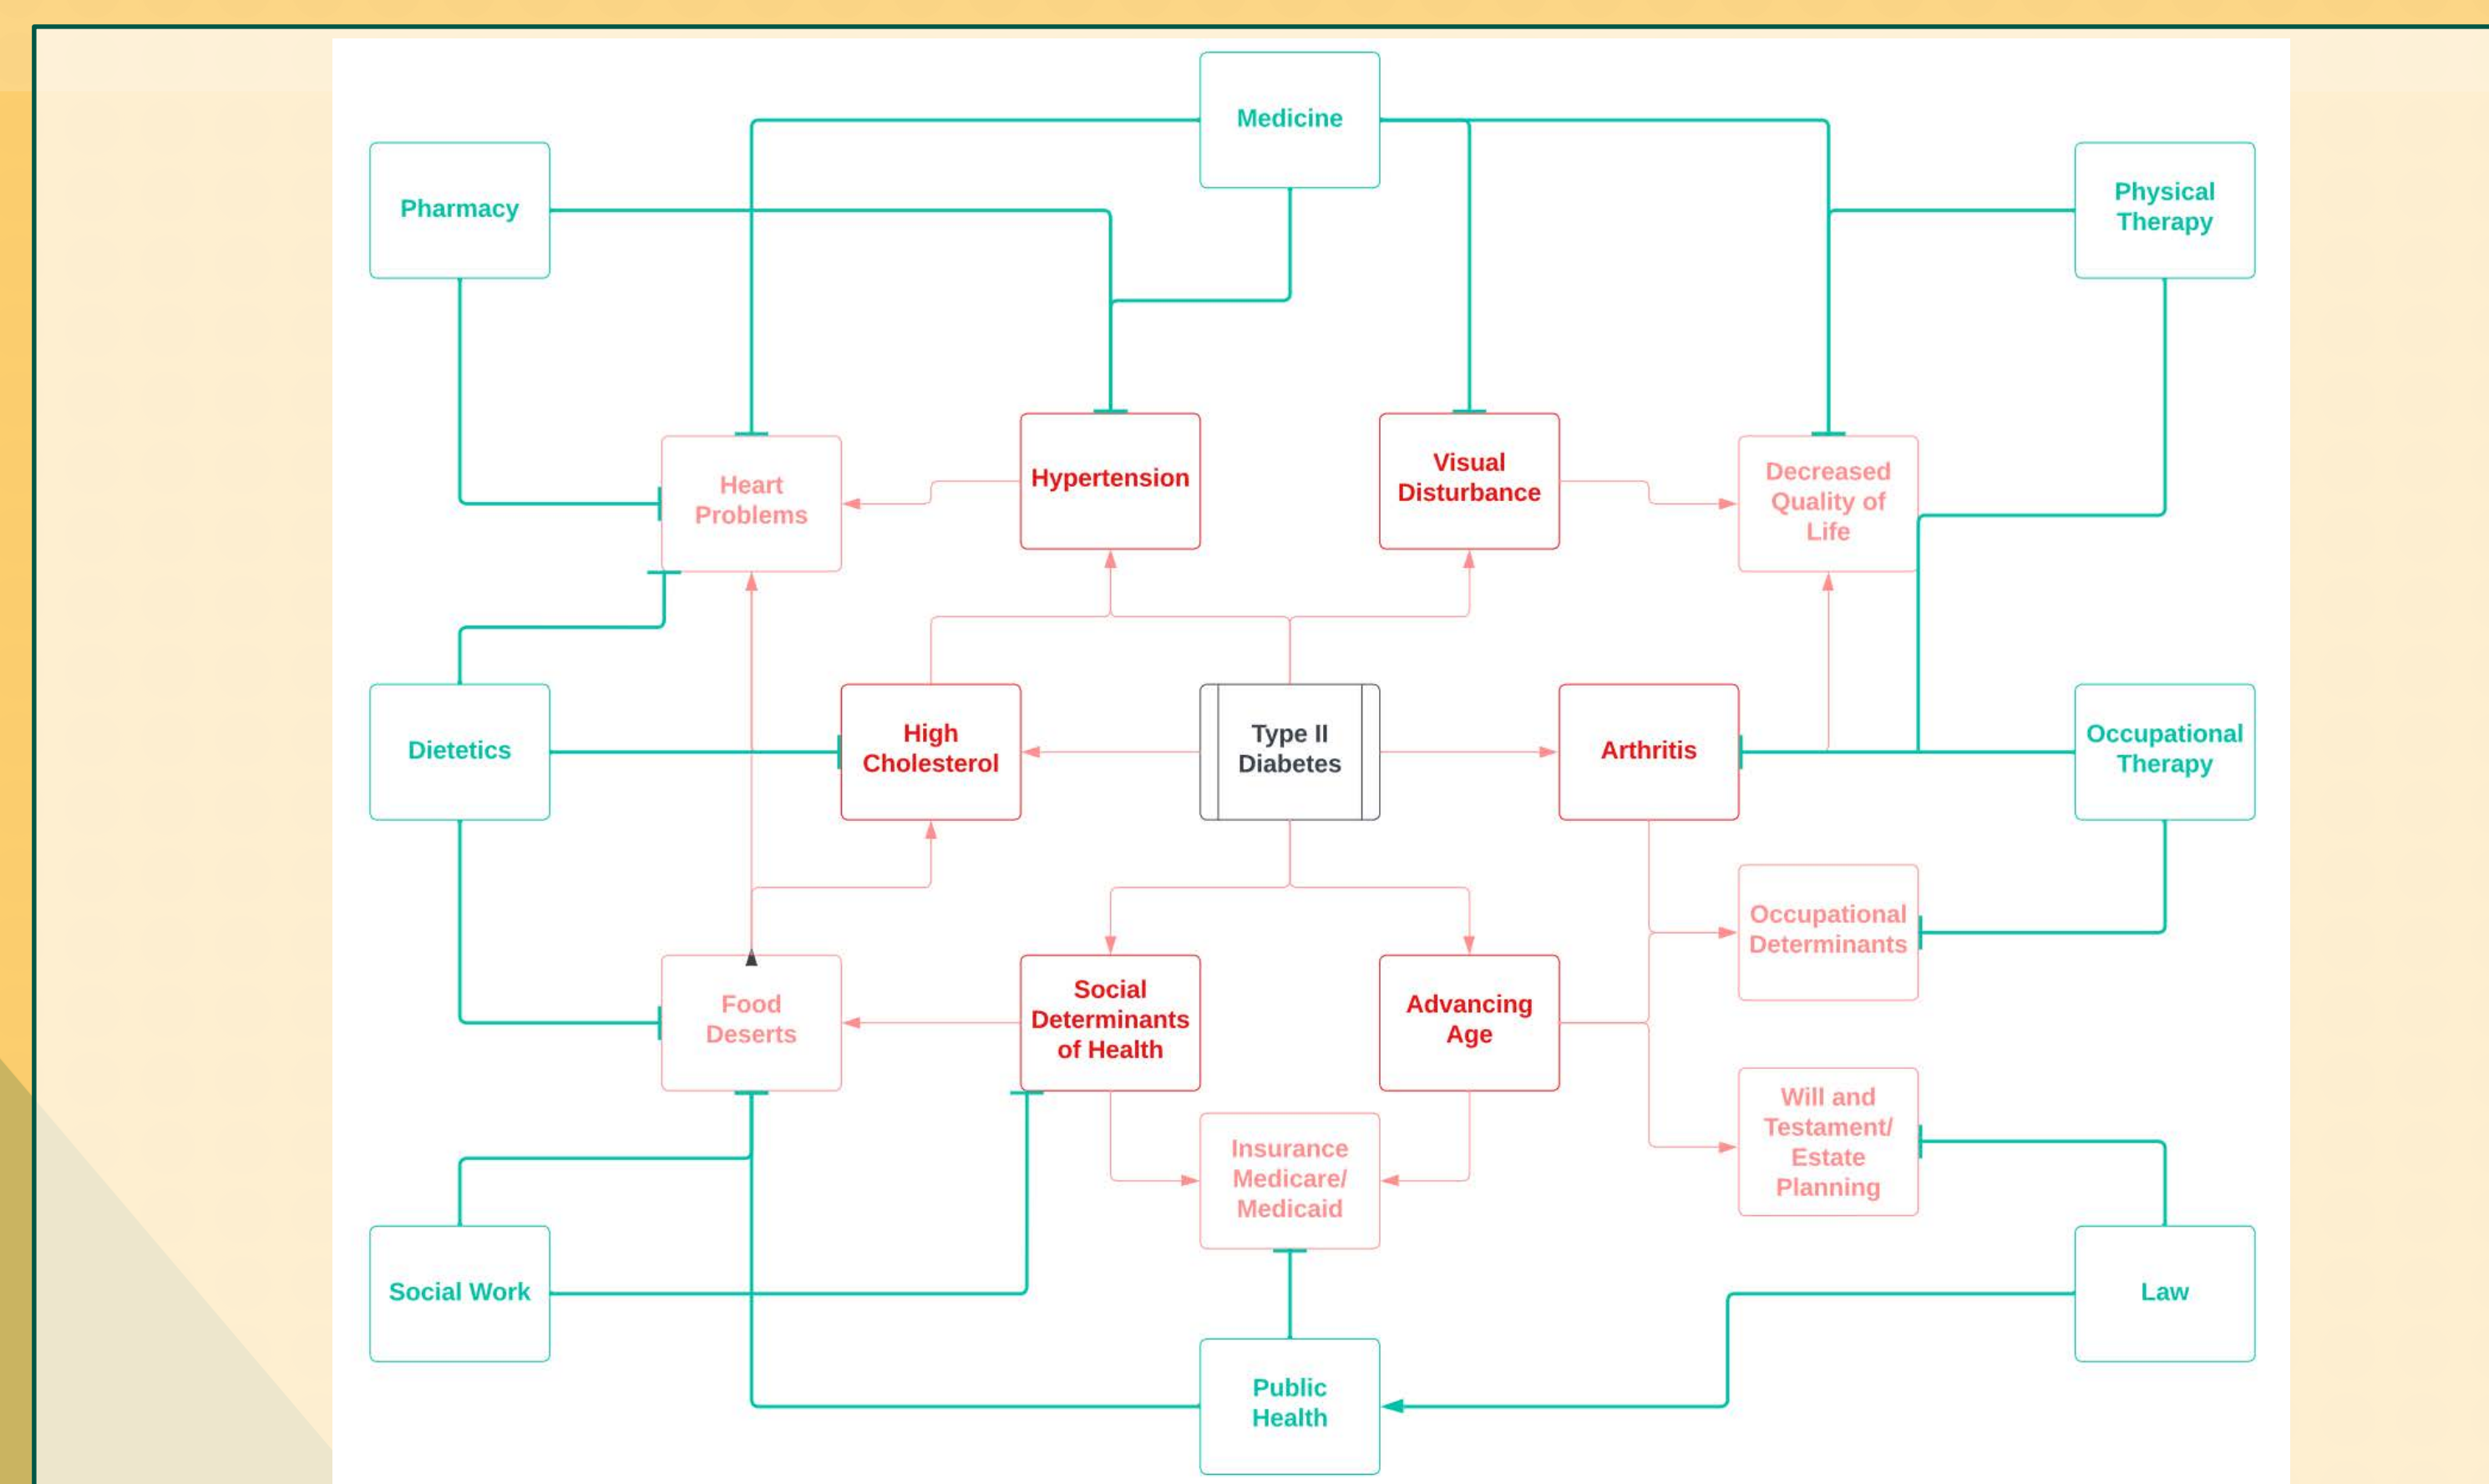 Medicine
Pharmacy
Physical
Therapy
Heart
Problems
Hypertension
Visual
Disturbance
Decreased
Quality of
Life
Dietetics
High
Cholesterol
Type II
Diabetes
Arthritis
Occupational
Therapy
Occupational
Determinants
Food
Deserts
Social
Determinants
of Health
Advancing
Age
Insurance
Medicare/
Medicaid
Will and
Testament/
Estate
Planning
Social Work
Law
Public
Health